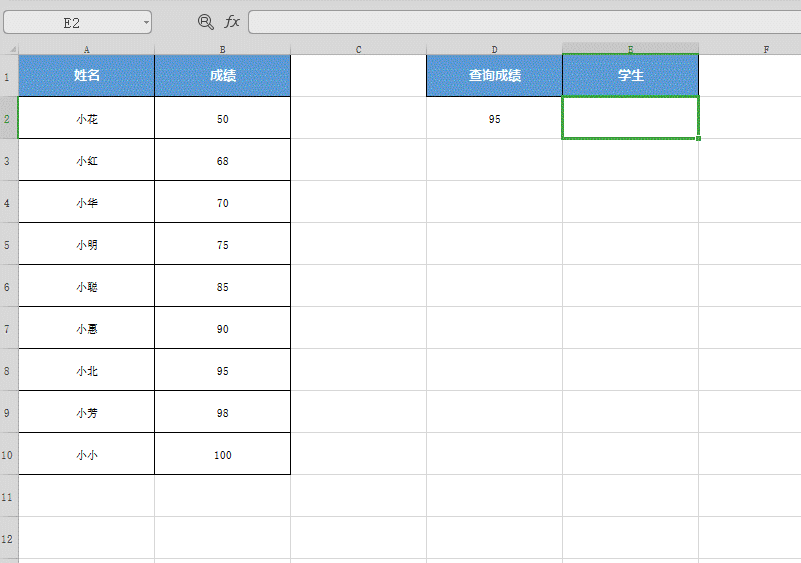 E2 fx
A B C D E F
1 姓名 成绩 查询成绩 学生
2 小花 50 95
3 小红 68
4 小华 70
5 小明 75
6 小聪 85
7 小惠 90
8 小北 95
9 小芳 98
10 小小 100
11
12